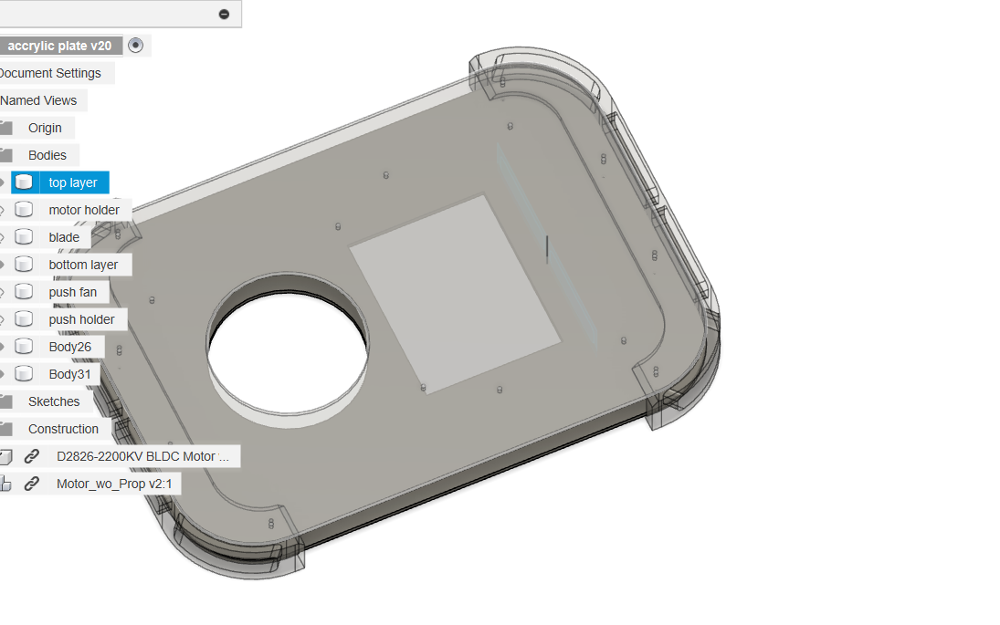 accrylic plate v20
Document Settings
Named Views
Origin
Bodies
top layer
motor holder
blade
bottom layer
push fan
push holder
Body26
Body31
Sketches
Construction
D2826-2200KV BLDC Motor ...
Motor_wo_Prop v2:1